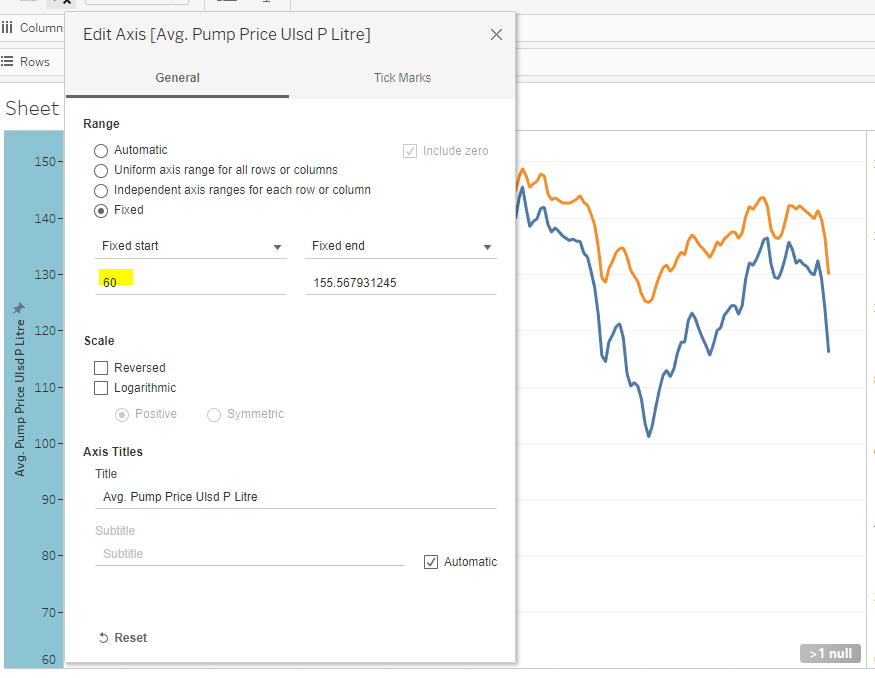 Column
Rows
Sheet
Edit Axis [Avg. Pump Price Ulsd P Litre]
General
Tick Marks
Range
Automatic
Include zero
Uniform axis range for all rows or columns
Independent axis ranges for each row or column
Fixed
Fixed start
Fixed end
60
155.567931245
Scale
Reversed
Logarithmic
Positive
Symmetric
Axis Titles
Title
Avg. Pump Price Ulsd P Litre
Subtitle
Subtitle
Automatic
Reset
Avg. Pump Price Ulsd P Litre
150
140
130
120
110
100
90
80
70
60
>1 null